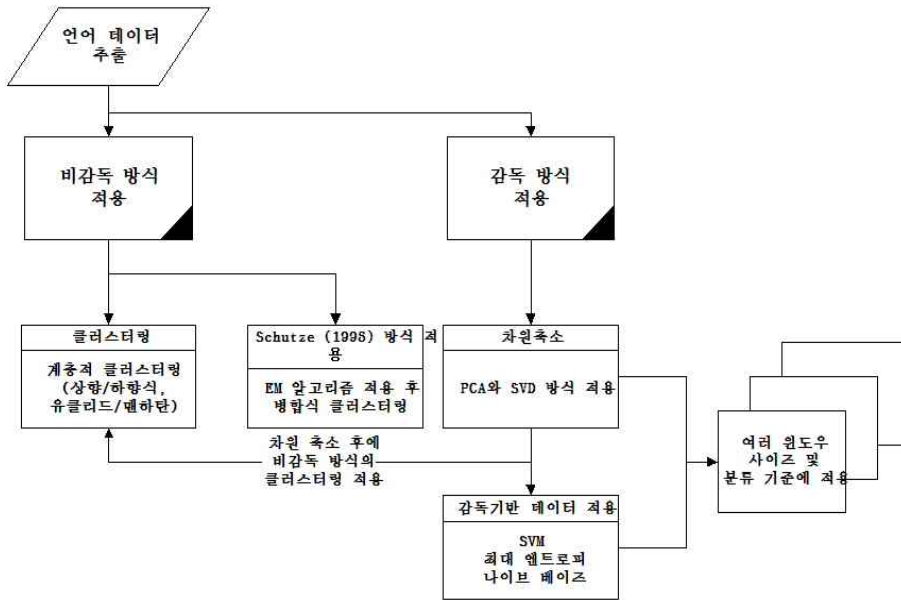 언어 데이터
추출
비감독 방식
적용
감독 방식
적용
클러스터링
계층적 클러스터링
(상향/하향식,
유클리드/맨하탄)
Schutze (1995) 방식 적
용
EM 알고리즘 적용 후
병합식 클러스터링
차원축소
PCA와 SVD 방식 적용
차원 축소 후에
비감독 방식의
클러스터링 적용
여러 윈도우
사이즈 및
분류 기준에 적용
감독기반 데이터 적용
SVM
최대 엔트로피
나이브 베이즈